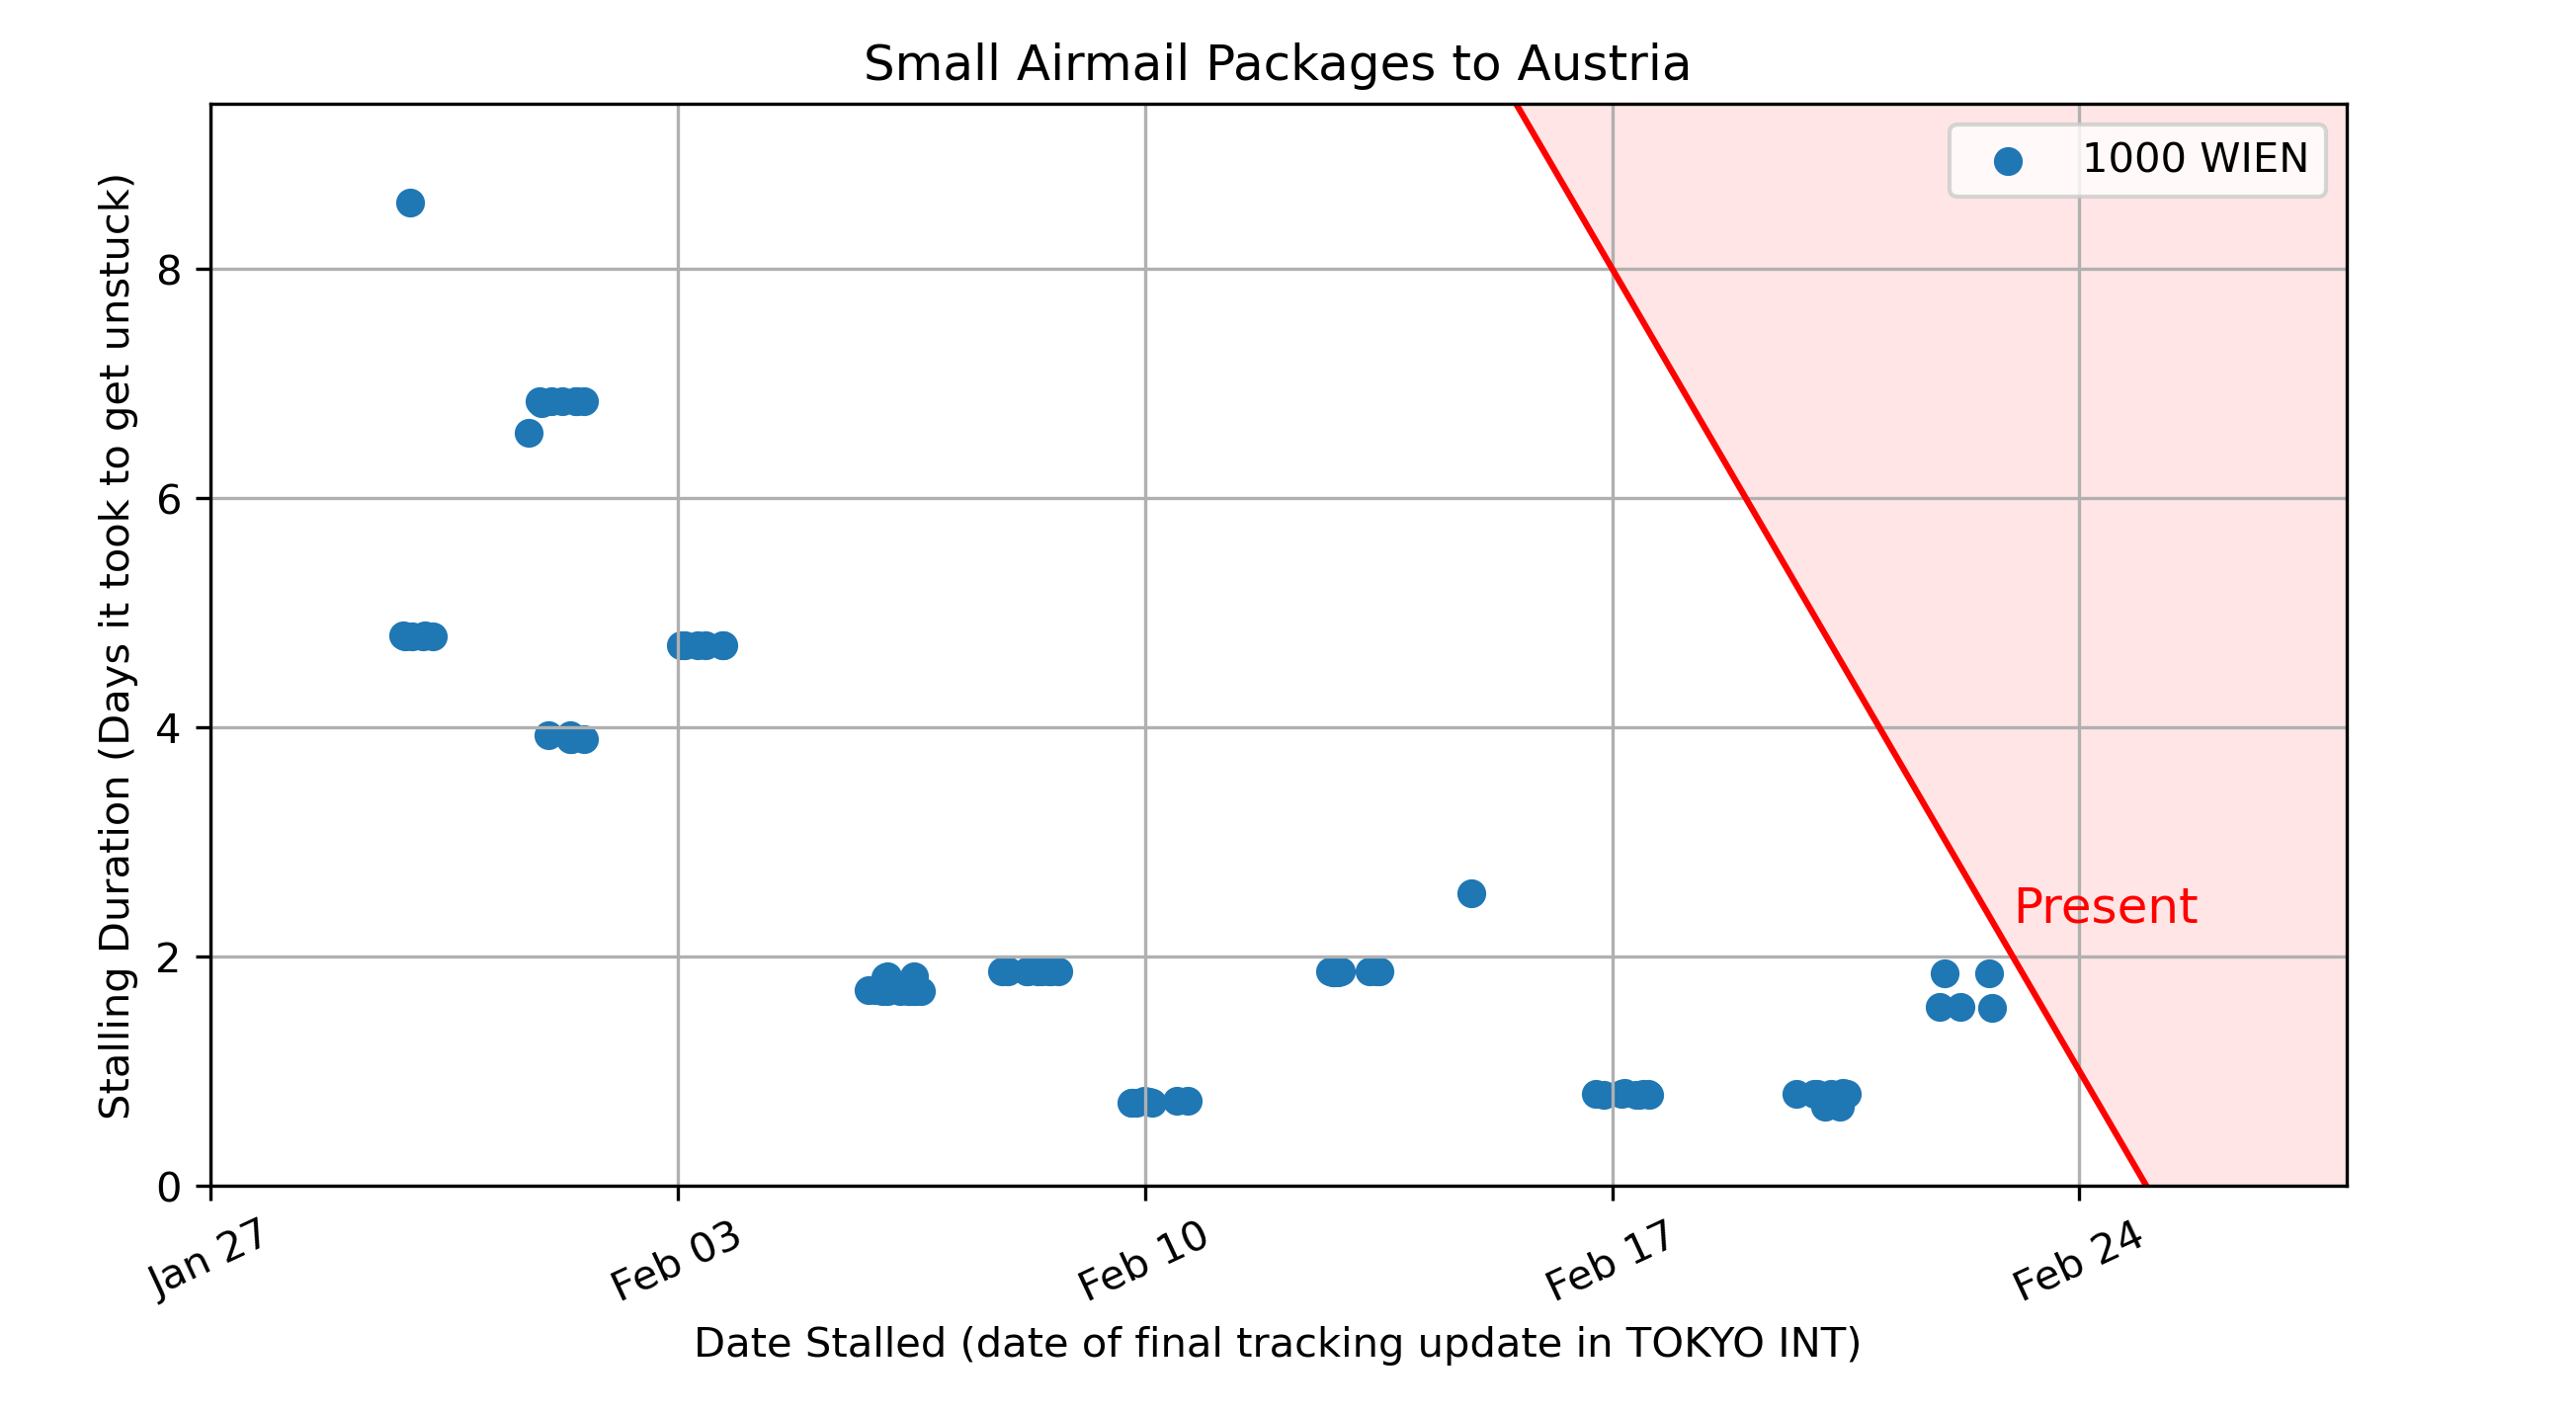 Small Airmail Packages to Austria
1000 WIEN
Stalling Duration (Days it took to get unstuck)
8
6
4
2
0
Present
Jan 27
Feb 03
Feb 10
Feb 17
Feb 24
Date Stalled (date of final tracking update in TOKYO INT)